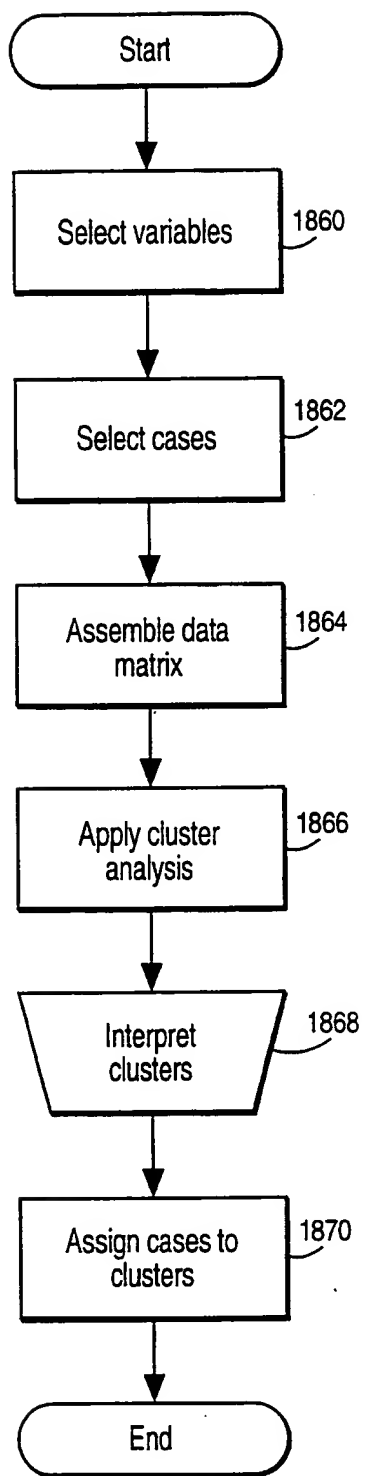 Start
Select variables
1860
Select cases
1862
Assemble data
matrix
1864
Apply cluster
analysis
1866
Interpret
clusters
1868
Assign cases to
clusters
1870
End